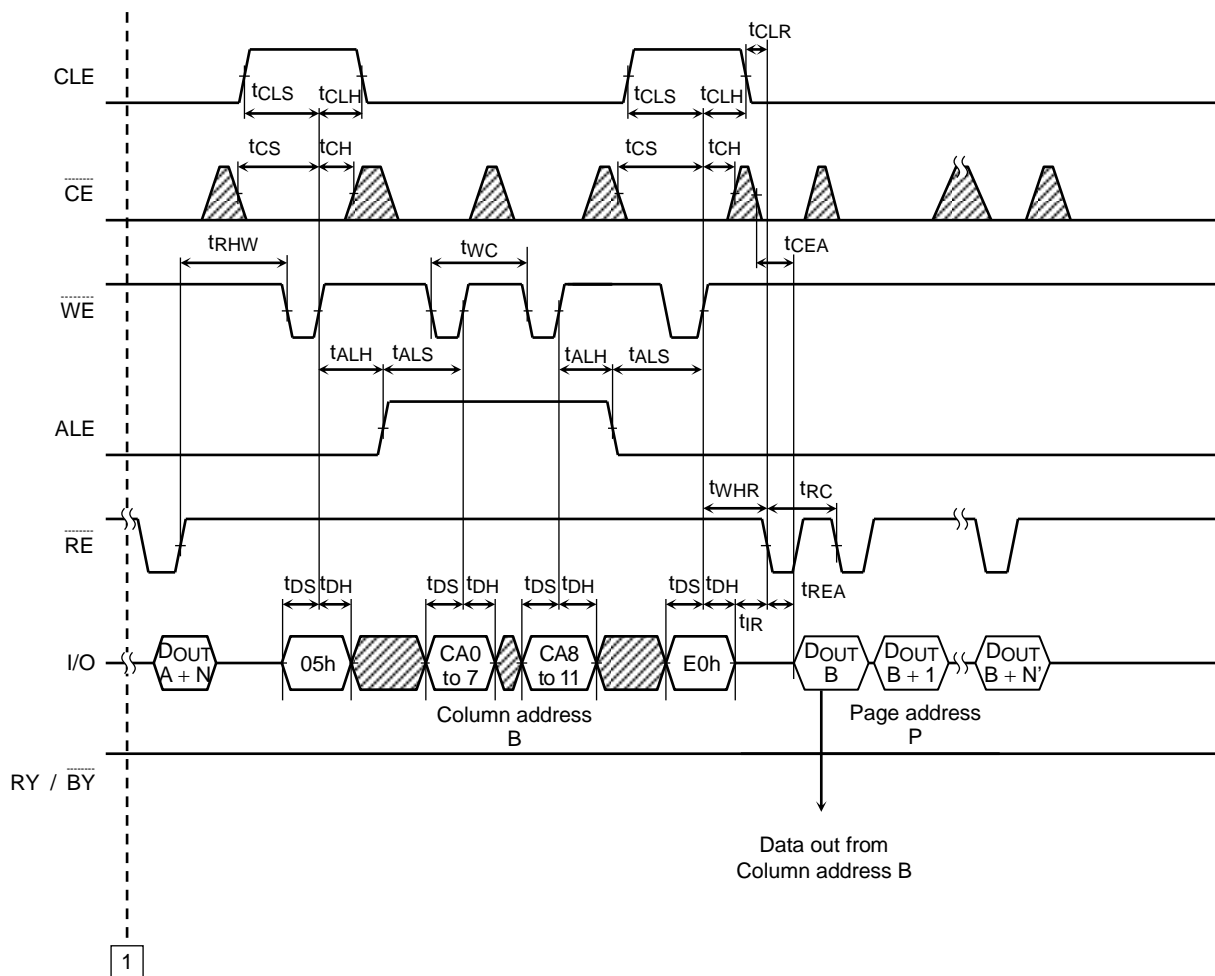 tCLR
CLE
tCLS tCLH tCLS tCLH
tCS tCH tCS tCH
CE
tRHW tWC tCEA
WE
tALH tALS tALH tALS
ALE
tWHR tRC
RE
tDS tDH tDS tDH tDS tDH tDS tDH tREA
tIR
I/O
DOUT
A + N
05h
CA0
to 7
CA8
to 11
E0h
DOUT
B
DOUT
B + 1
DOUT
B + N’
Column address
B
Page address
P
RY / BY
Data out from
Column address B
1